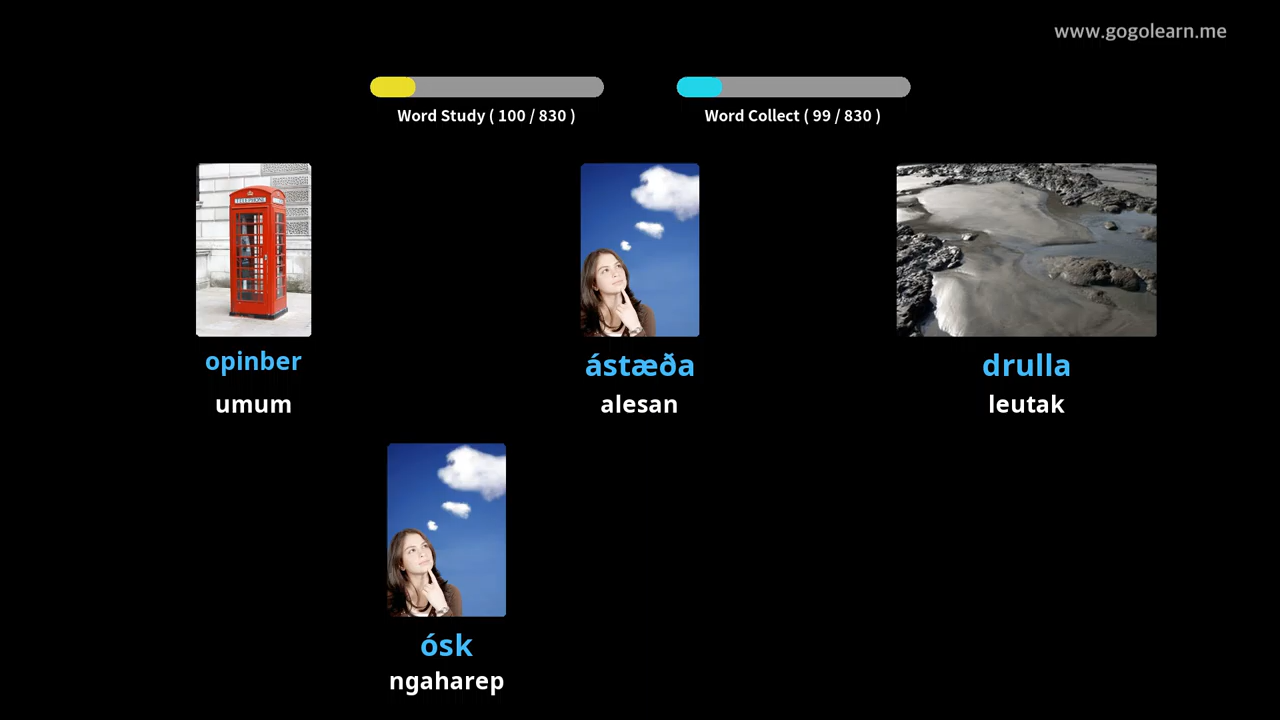 www.gogolearn.me
Word Study ( 100 / 830 )
Word Collect ( 99 / 830 )
TELEPHONE
opinber
umum
ástæða
alesan
drulla
leutak
ósk
ngaharep